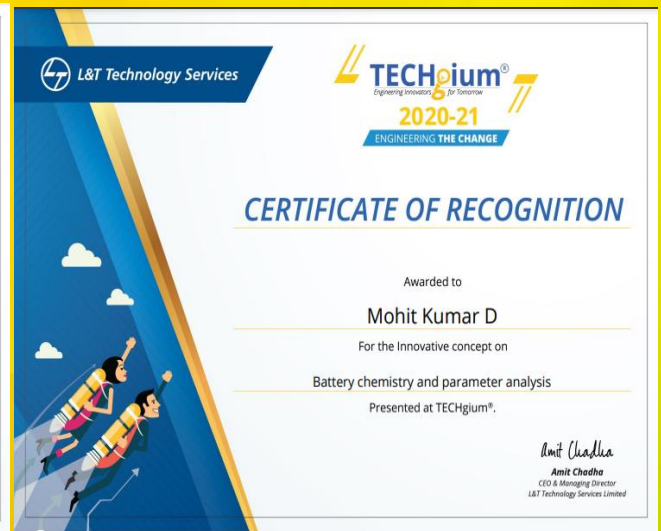 L&T Technology Services
TECHgium®
Engineering Innovators for Tomorrow
2020-21
ENGINEERING THE CHANGE
CERTIFICATE OF RECOGNITION
Awarded to
Mohit Kumar D
For the Innovative concept on
Battery chemistry and parameter analysis
Presented at TECHgium®.
Amit Chadha
Amit Chadha
CEO & Managing Director
L&T Technology Services Limited